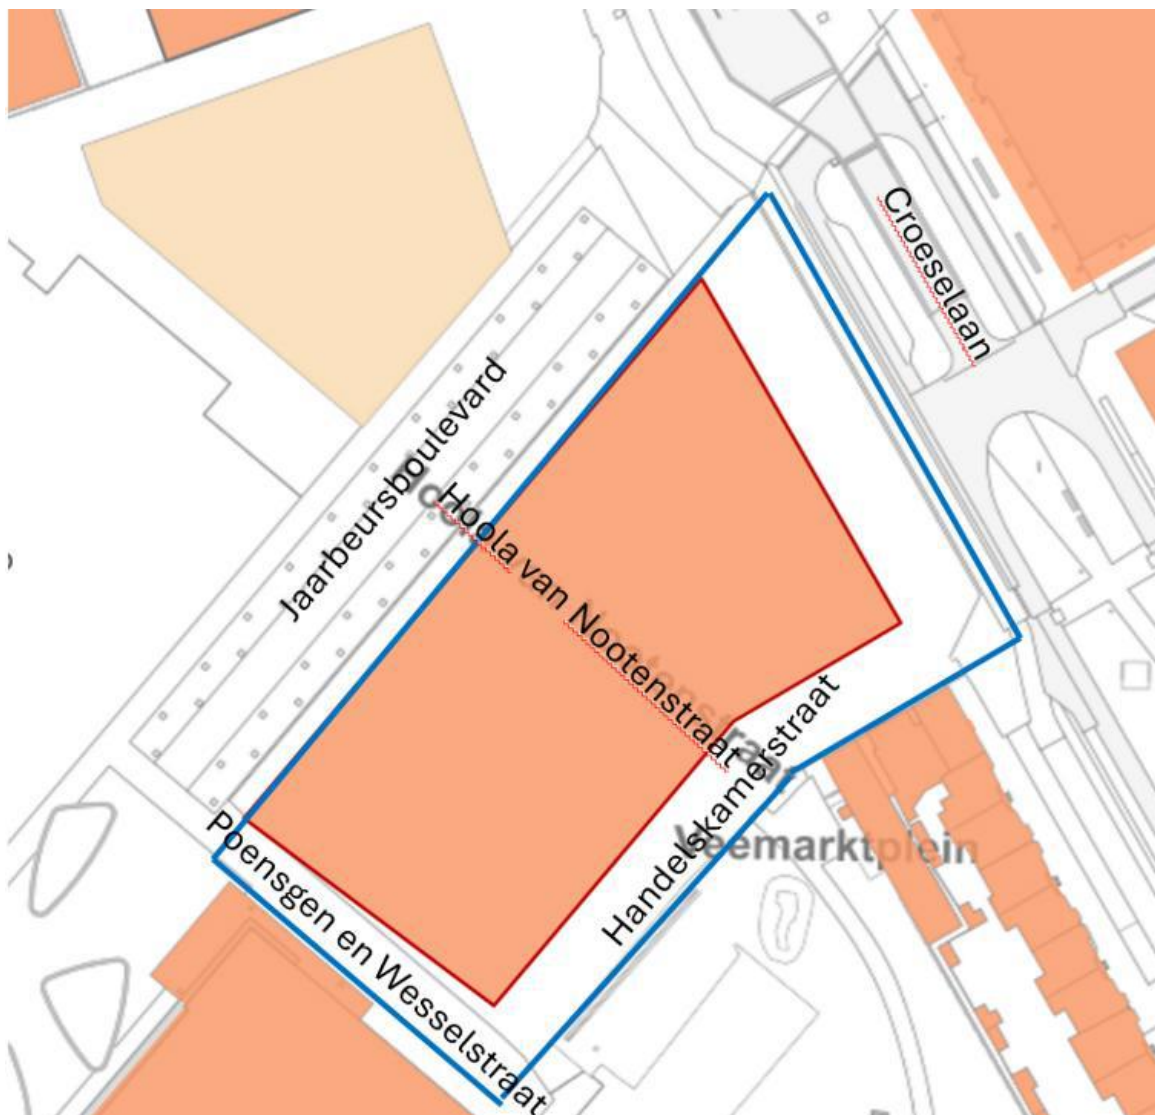 Croeselaan
Jaarbeursboulevard
Hoola van Nootenstraat
Handelskamerstraat
Veemarktplein
Poensgen en Wesselstraat